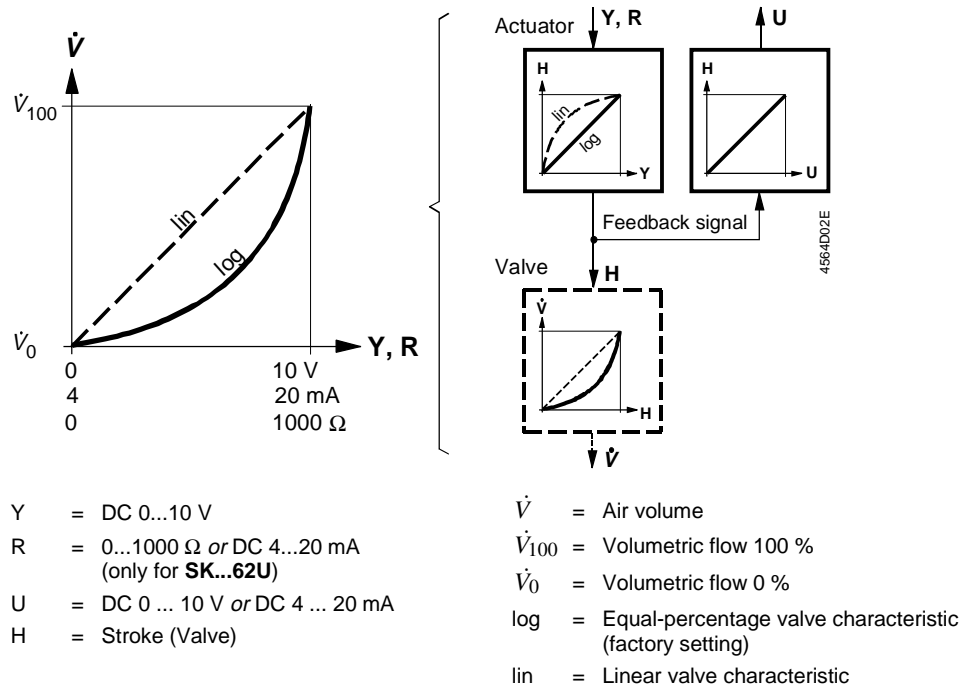 V̇
V̇100
lin
log
V̇0
Y, R
0 10 V
4 20 mA
0 1000 Ω
Actuator
Y, R
U
H
lin
log
Y
H
U
Feedback signal
4564D02E
Valve
H
V̇
H
V̇
Y = DC 0...10 V
R = 0...1000 Ω or DC 4...20 mA
(only for SK...62U)
U = DC 0 ... 10 V or DC 4 ... 20 mA
H = Stroke (Valve)
V̇ = Air volume
V̇100 = Volumetric flow 100 %
V̇0 = Volumetric flow 0 %
log = Equal-percentage valve characteristic
(factory setting)
lin = Linear valve characteristic